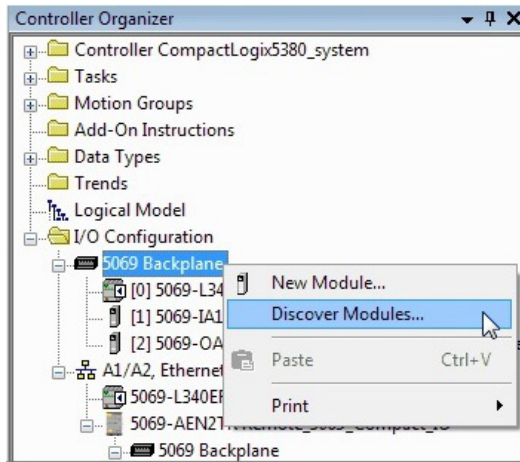 Controller Organizer
Controller CompactLogix5380_system
Tasks
Motion Groups
Add-On Instructions
Data Types
Trends
Logical Model
I/O Configuration
5069 Backplane
[0] 5069-L34
[1] 5069-IA1
[2] 5069-OA
A1/A2, Ethernet
5069-L340ER
5069-AEN2TR
5069 Backplane
New Module...
Discover Modules...
Paste Ctrl+V
Print